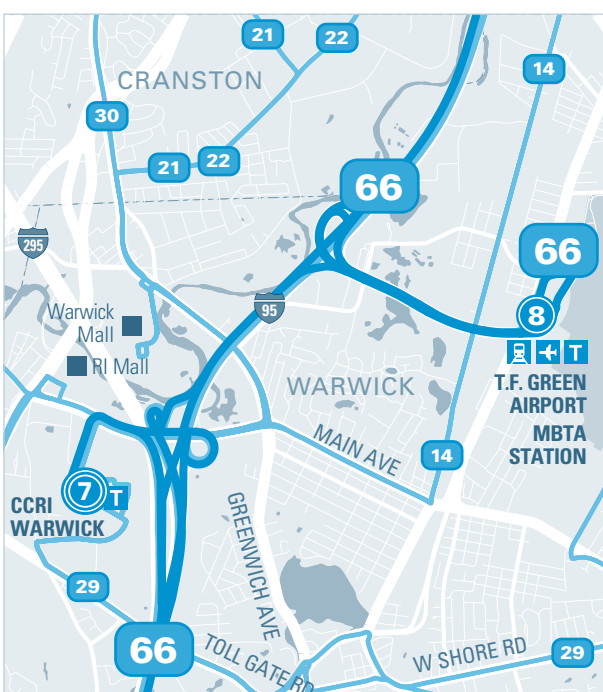 21
22
14
CRANSTON
30
21
22
66
66
295
95
8
Warwick
Mall
RI Mall
T
WARWICK
T.F. GREEN
AIRPORT
MBTA
STATION
MAIN AVE
14
7
T
CCRI
WARWICK
GREENWICH AVE
29
66
TOLL GATE RD
W SHORE RD
29